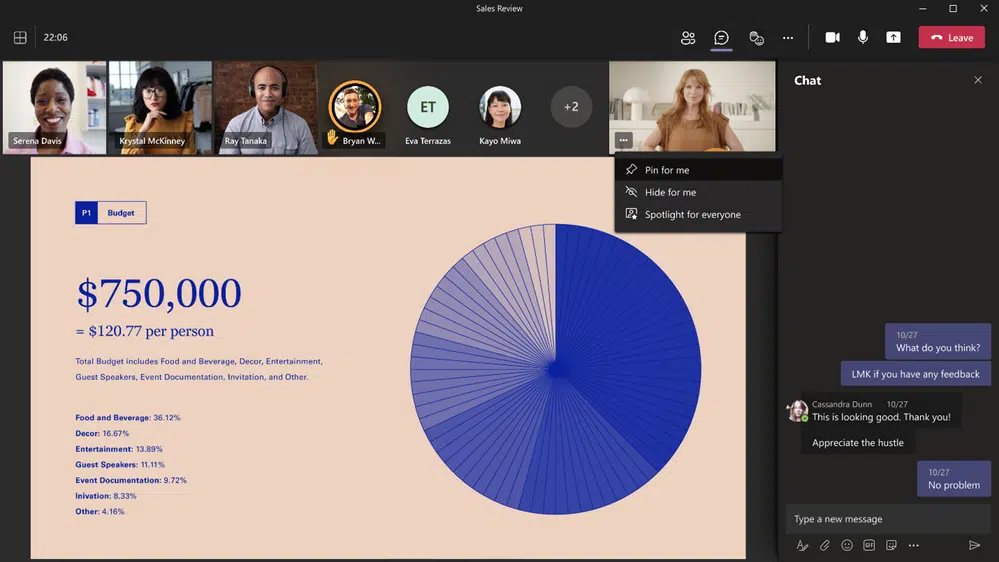 Sales Review
22:06
Leave
Serena Davis
Krystal McKinney
Ray Tanaka
Bryan W...
ET
Eva Terrazas
Kayo Miwa
+2
Pin for me
Hide for me
Spotlight for everyone
P1 Budget
$750,000
= $120.77 per person
Total Budget includes Food and Beverage, Decor, Entertainment,
Guest Speakers, Event Documentation, Invitation, and Other.
Food and Beverage: 36.12%
Decor: 16.67%
Entertainment: 13.89%
Guest Speakers: 11.11%
Event Documentation: 9.72%
Inivation: 8.33%
Other: 4.16%
Chat
10/27
What do you think?
LMK if you have any feedback
Cassandra Dunn 10/27
This is looking good. Thank you!
Appreciate the hustle
10/27
No problem
Type a new message
GIF